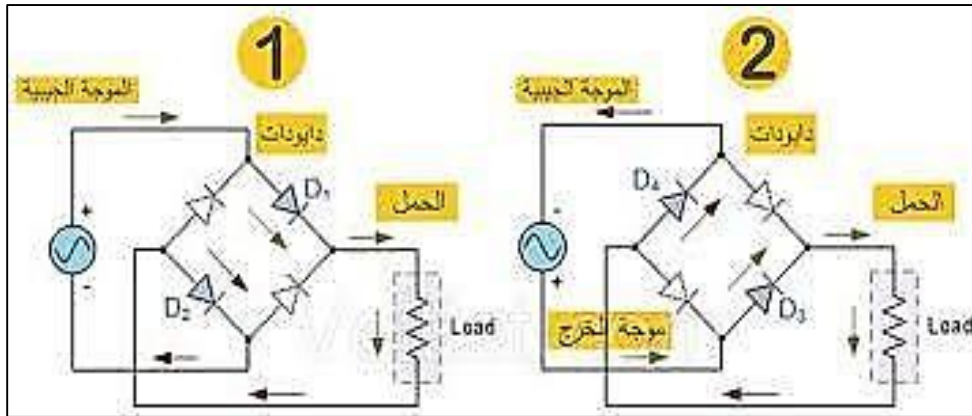 1
الموجة الجيبية
دايودات
D₁
الحمل
+
-
D₂
Load
2
الموجة الجيبية
دايودات
D₄
الحمل
-
+
D₃
موجة الخرج
Load